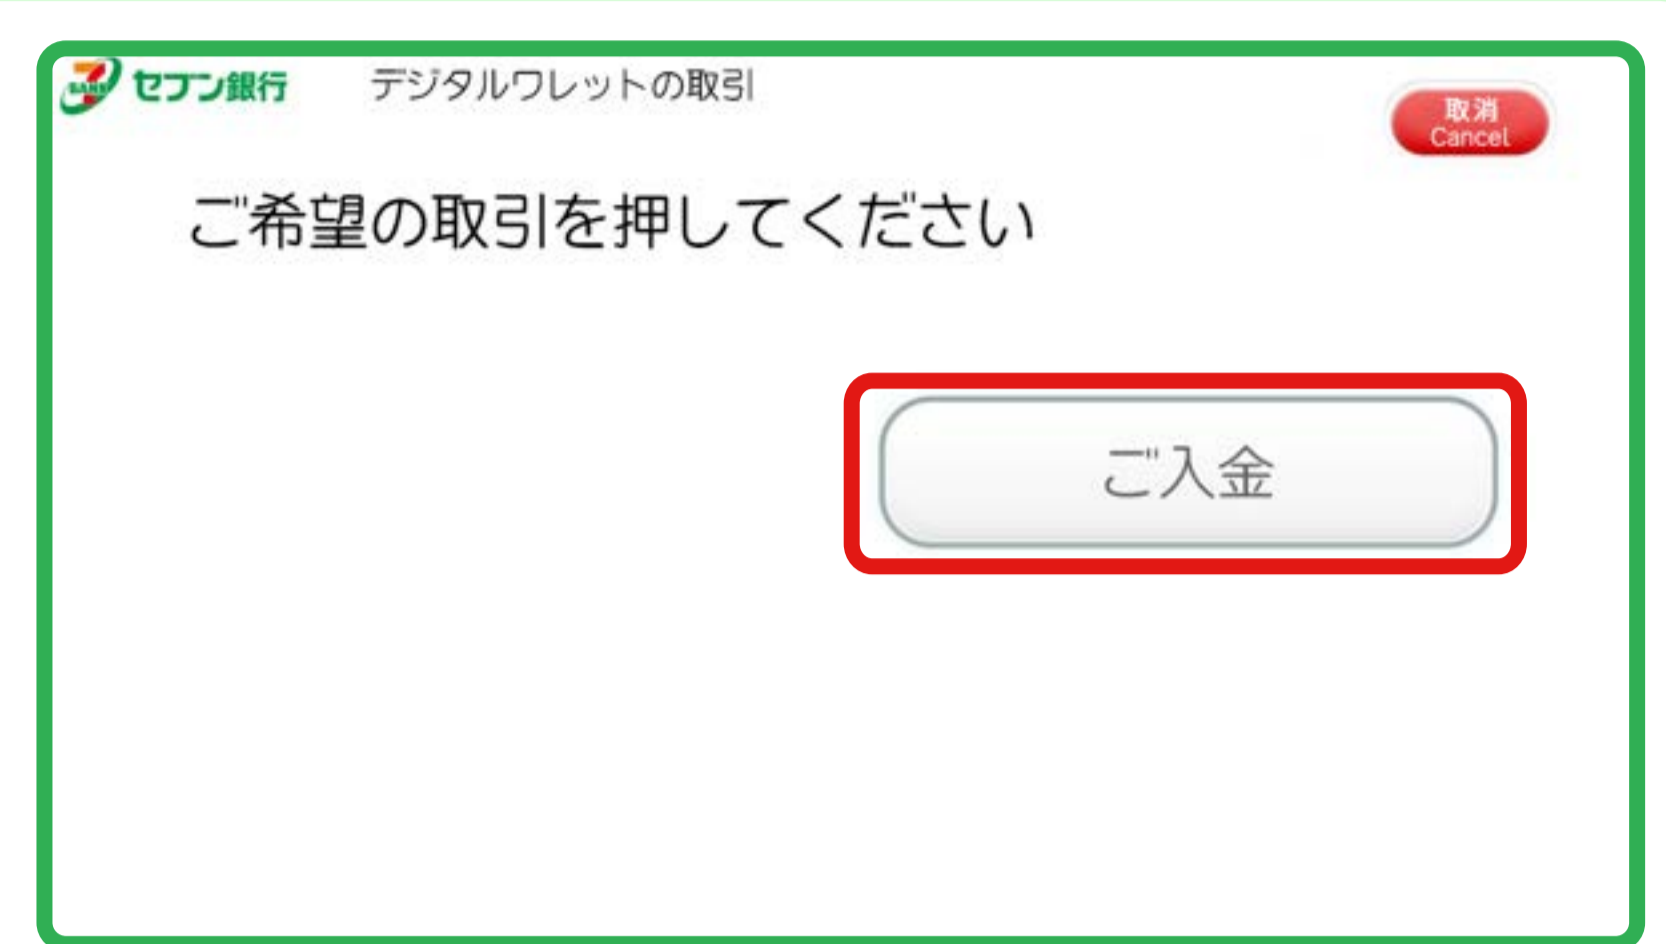 セブン銀行 デジタルワレットの取引
取消
Cancel
ご希望の取引を押してください
ご入金